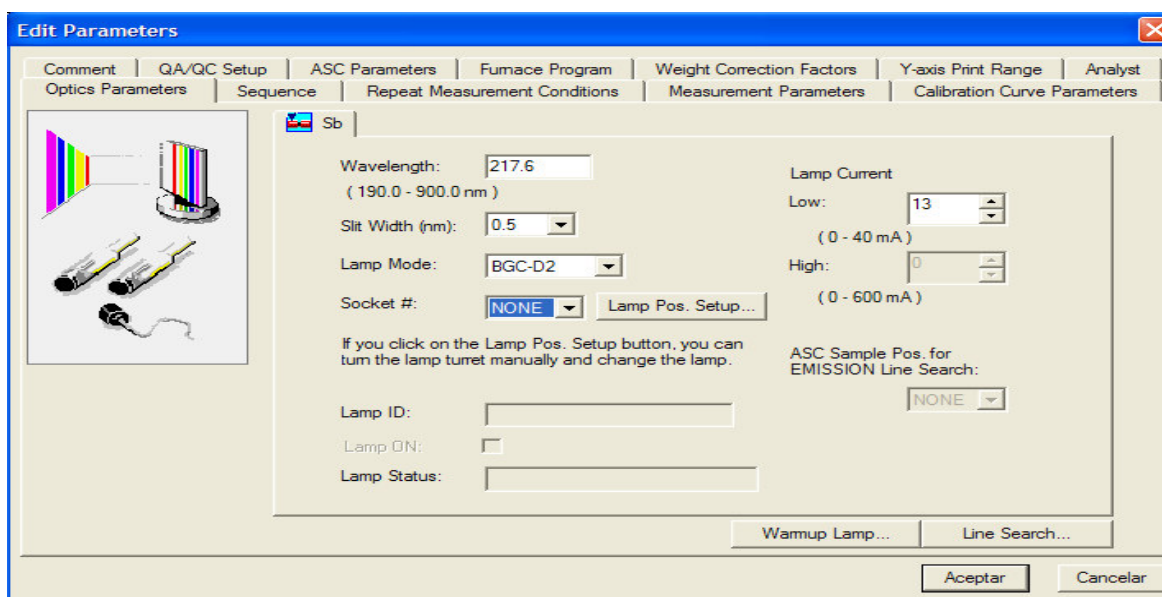 Edit Parameters
Comment QA/QC Setup ASC Parameters Furnace Program Weight Correction Factors Y-axis Print Range Analyst
Optics Parameters Sequence Repeat Measurement Conditions Measurement Parameters Calibration Curve Parameters
Sb
Wavelength: 217.6
( 190.0 - 900.0 nm )
Slit Width (nm): 0.5
Lamp Mode: BGC-D2
Socket #: NONE Lamp Pos. Setup...
If you click on the Lamp Pos. Setup button, you can
turn the lamp turret manually and change the lamp.
Lamp ID:
Lamp ON:
Lamp Status:
Lamp Current
Low: 13
( 0 - 40 mA )
High: 0
( 0 - 600 mA )
ASC Sample Pos. for
EMISSION Line Search:
NONE
Warmup Lamp... Line Search...
Aceptar Cancelar